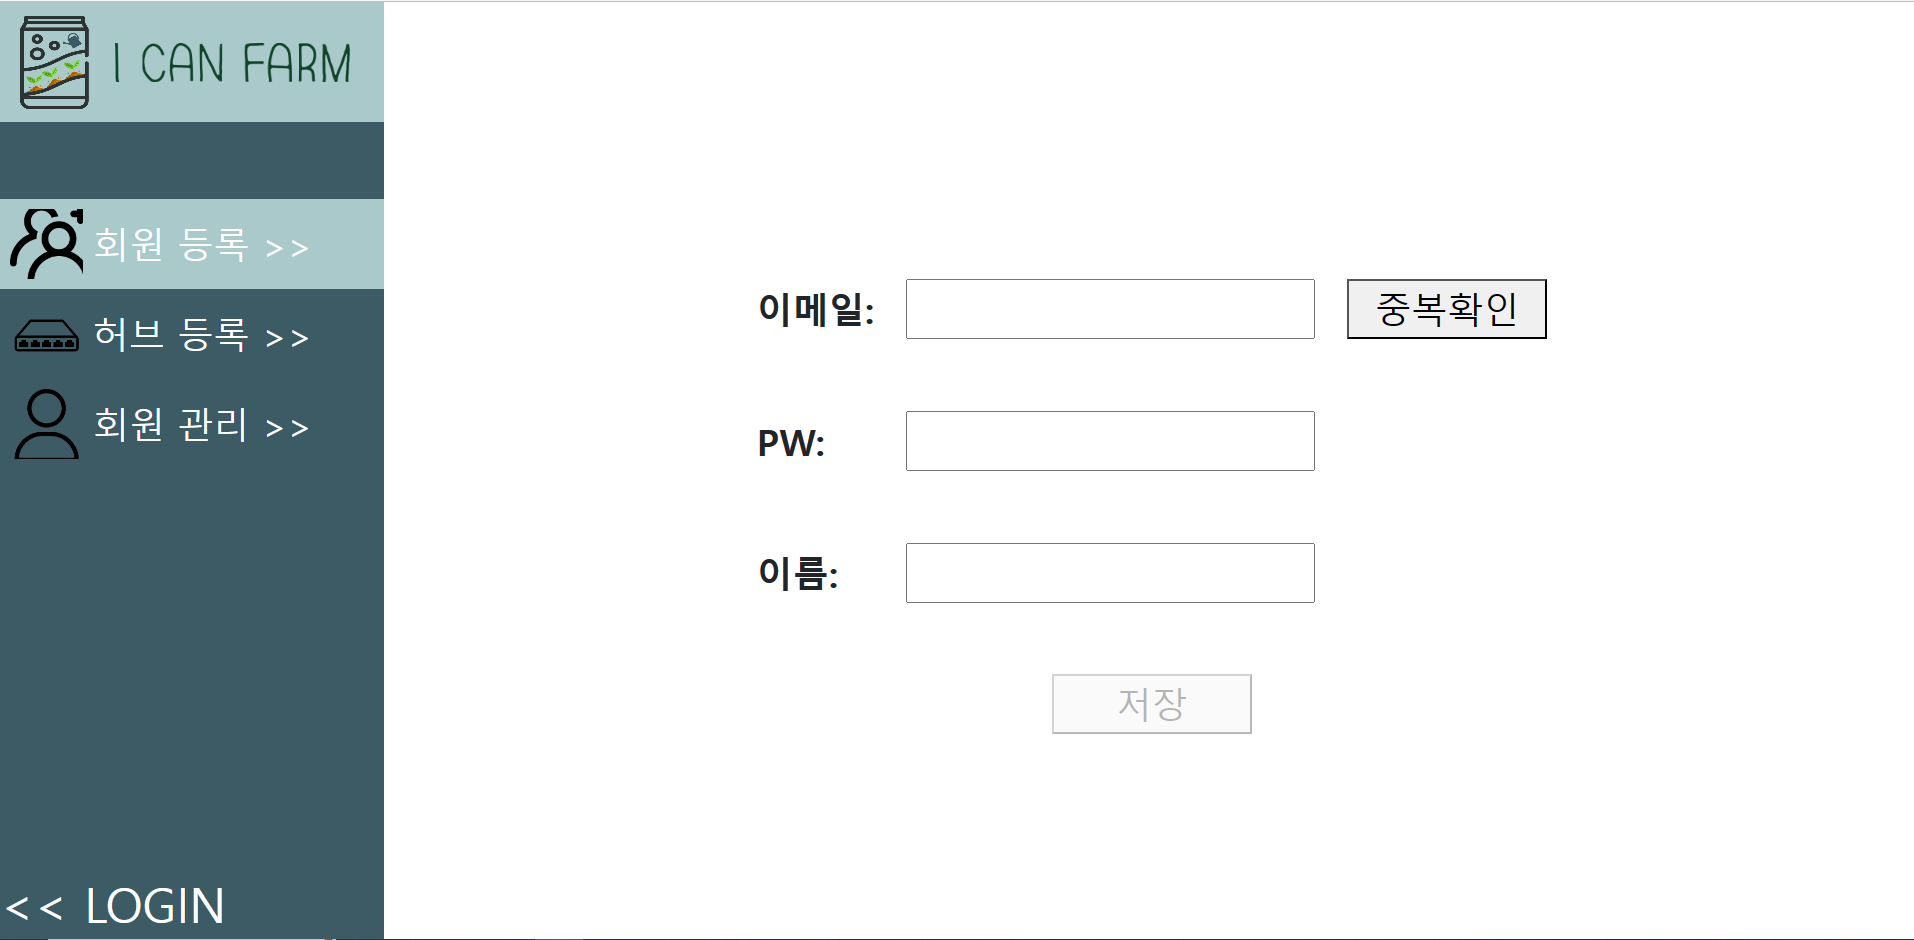 I CAN FARM
회원 등록 >>
허브 등록 >>
회원 관리 >>
<< LOGIN
이메일: 중복확인
PW:
이름:
저장